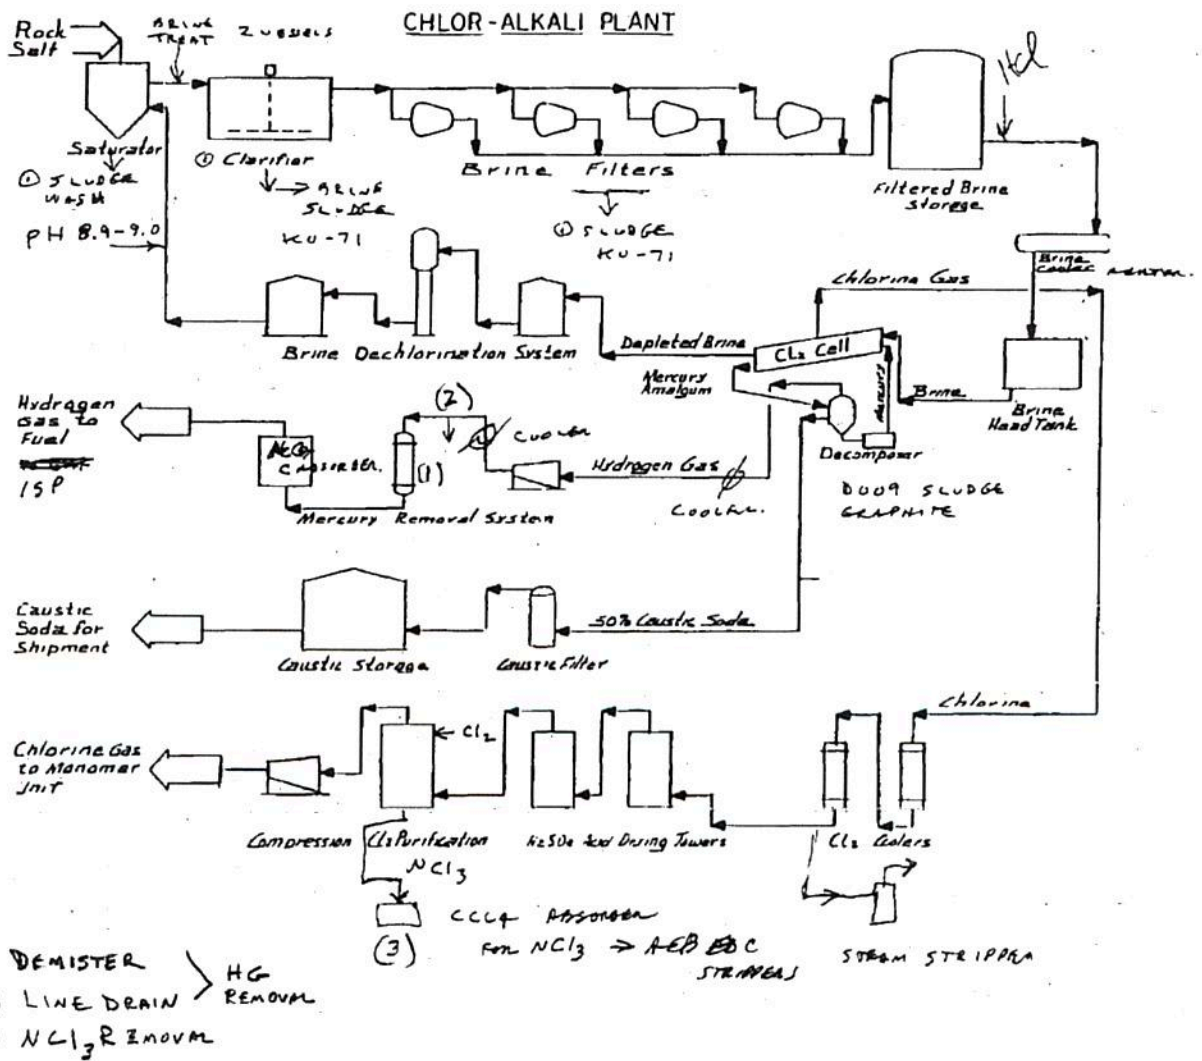 CHLOR-ALKALI PLANT
Rock
Salt
BRINE
TREAT
2 VESSELS
HCl
Saturator
① SLUDGE
WASH
① Clarifier
→ BRINE
SLUDGE
KU-71
Brine Filters
① SLUDGE
KU-71
Filtered Brine
Storage
PH 8.9-9.0
Brine
Cooler
Chlorine Gas
Brine Dechlorination System
Depleted Brine
CL₂ Cell
Mercury
Amalgum
Mercury
Brine
Brine
Head Tank
Decomposer
D009 SLUDGE
GRAPHITE
Hydrogen
Gas to
Fuel
ISP
(2)
(1)
COOLER
Hydrogen Gas
COOLER.
Mercury Removal System
Caustic
Soda for
Shipment
50% Caustic Soda
Caustic Storage
Caustic Filter
Chlorine
Chlorine Gas
to Monomer
Unit
Cl₂
Compression
Cl₂ Purification
H₂SO₄ Acid Drying Towers
Cl₂ Coolers
NCl₃
(3)
CCL4 ABSORBER
FOR NCl₃ →
STRIPPERS
STEAM STRIPPER
DEMISTER
LINE DRAIN
HG
REMOVAL
NCl₃ REMOVAL